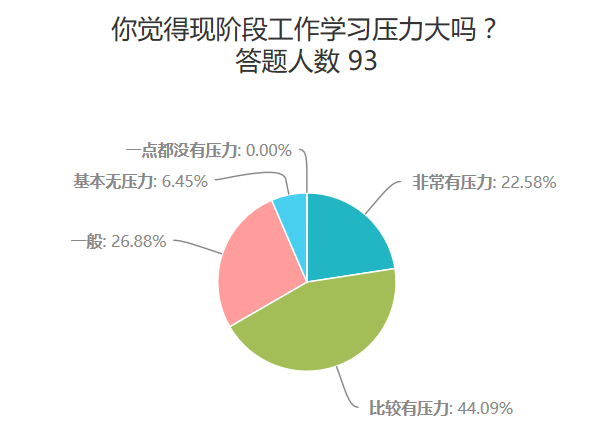 你觉得现阶段工作学习压力大吗？
答题人数 93
一点都没有压力: 0.00%
基本无压力: 6.45%
非常有压力: 22.58%
一般: 26.88%
比较有压力: 44.09%